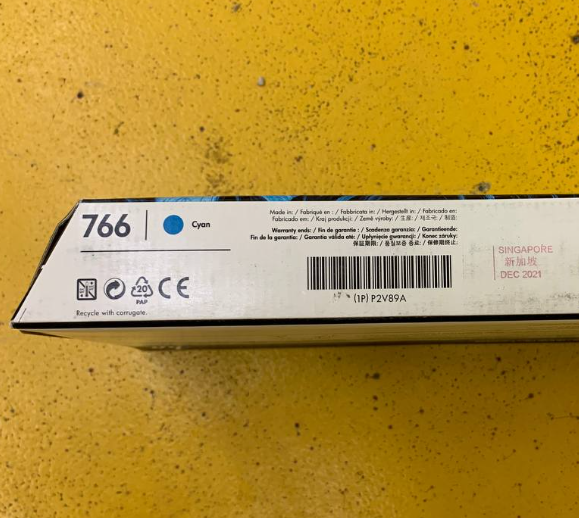 766
Cyan
Made in: / Fabriqué en : / Fabbricato in: / Hergestellt in: / Fabricado en:
Fabricado em: / Kraj produkcji: / Země výroby: / 生産: / 제조국: / 制造:
Warranty ends: / Fin de garantie : / Scadenza garanzia: / Garantieende:
Fin de la garantía: / Garantia válida até: / Upłynięcie gwarancji: / Konec záruky:
保証期限: / 품질보증 종료: / 保修期终止:
SINGAPORE
新加坡
DEC 2021
20
PAP
CE
(1P) P2V89A
Recycle with corrugate.